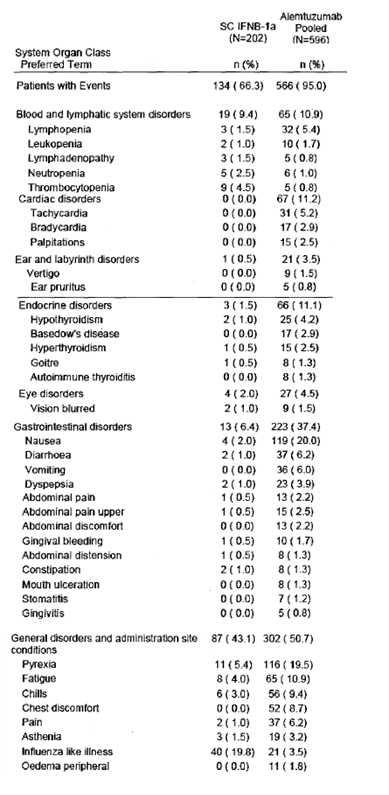 SC IFNB-1a Alemtuzumab Pooled
(N=202) (N=596)
System Organ Class
Preferred Term n (%) n (%)
Patients with Events 134 ( 66.3) 566 ( 95.0)
Blood and lymphatic system disorders 19 ( 9.4) 65 ( 10.9)
Lymphopenia 3 ( 1.5) 32 ( 5.4)
Leukopenia 2 ( 1.0) 10 ( 1.7)
Lymphadenopathy 3 ( 1.5) 5 ( 0.8)
Neutropenia 5 ( 2.5) 6 ( 1.0)
Thrombocytopenia 9 ( 4.5) 5 ( 0.8)
Cardiac disorders 0 ( 0.0) 67 ( 11.2)
Tachycardia 0 ( 0.0) 31 ( 5.2)
Bradycardia 0 ( 0.0) 17 ( 2.9)
Palpitations 0 ( 0.0) 15 ( 2.5)
Ear and labyrinth disorders 1 ( 0.5) 21 ( 3.5)
Vertigo 0 ( 0.0) 9 ( 1.5)
Ear pruritus 0 ( 0.0) 5 ( 0.8)
Endocrine disorders 3 ( 1.5) 66 ( 11.1)
Hypothyroidism 2 ( 1.0) 25 ( 4.2)
Basedow's disease 0 ( 0.0) 17 ( 2.9)
Hyperthyroidism 1 ( 0.5) 15 ( 2.5)
Goitre 1 ( 0.5) 8 ( 1.3)
Autoimmune thyroiditis 0 ( 0.0) 8 ( 1.3)
Eye disorders 4 ( 2.0) 27 ( 4.5)
Vision blurred 2 ( 1.0) 9 ( 1.5)
Gastrointestinal disorders 13 ( 6.4) 223 ( 37.4)
Nausea 4 ( 2.0) 119 ( 20.0)
Diarrhoea 2 ( 1.0) 37 ( 6.2)
Vomiting 0 ( 0.0) 36 ( 6.0)
Dyspepsia 2 ( 1.0) 23 ( 3.9)
Abdominal pain 1 ( 0.5) 13 ( 2.2)
Abdominal pain upper 1 ( 0.5) 15 ( 2.5)
Abdominal discomfort 0 ( 0.0) 13 ( 2.2)
Gingival bleeding 1 ( 0.5) 10 ( 1.7)
Abdominal distension 1 ( 0.5) 8 ( 1.3)
Constipation 2 ( 1.0) 8 ( 1.3)
Mouth ulceration 0 ( 0.0) 8 ( 1.3)
Stomatitis 0 ( 0.0) 7 ( 1.2)
Gingivitis 0 ( 0.0) 5 ( 0.8)
General disorders and administration site 87 ( 43.1) 302 ( 50.7)
conditions
Pyrexia 11 ( 5.4) 116 ( 19.5)
Fatigue 8 ( 4.0) 65 ( 10.9)
Chills 6 ( 3.0) 56 ( 9.4)
Chest discomfort 0 ( 0.0) 52 ( 8.7)
Pain 2 ( 1.0) 37 ( 6.2)
Asthenia 3 ( 1.5) 19 ( 3.2)
Influenza like illness 40 ( 19.8) 21 ( 3.5)
Oedema peripheral 0 ( 0.0) 11 ( 1.8)